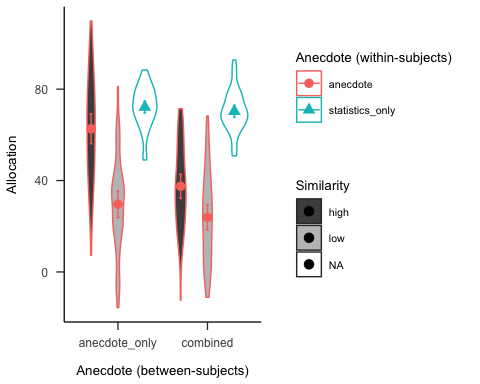 Allocation
80
40
0
anecdote_only
combined
Anecdote (between-subjects)
Anecdote (within-subjects)
anecdote
statistics_only
Similarity
high
low
NA